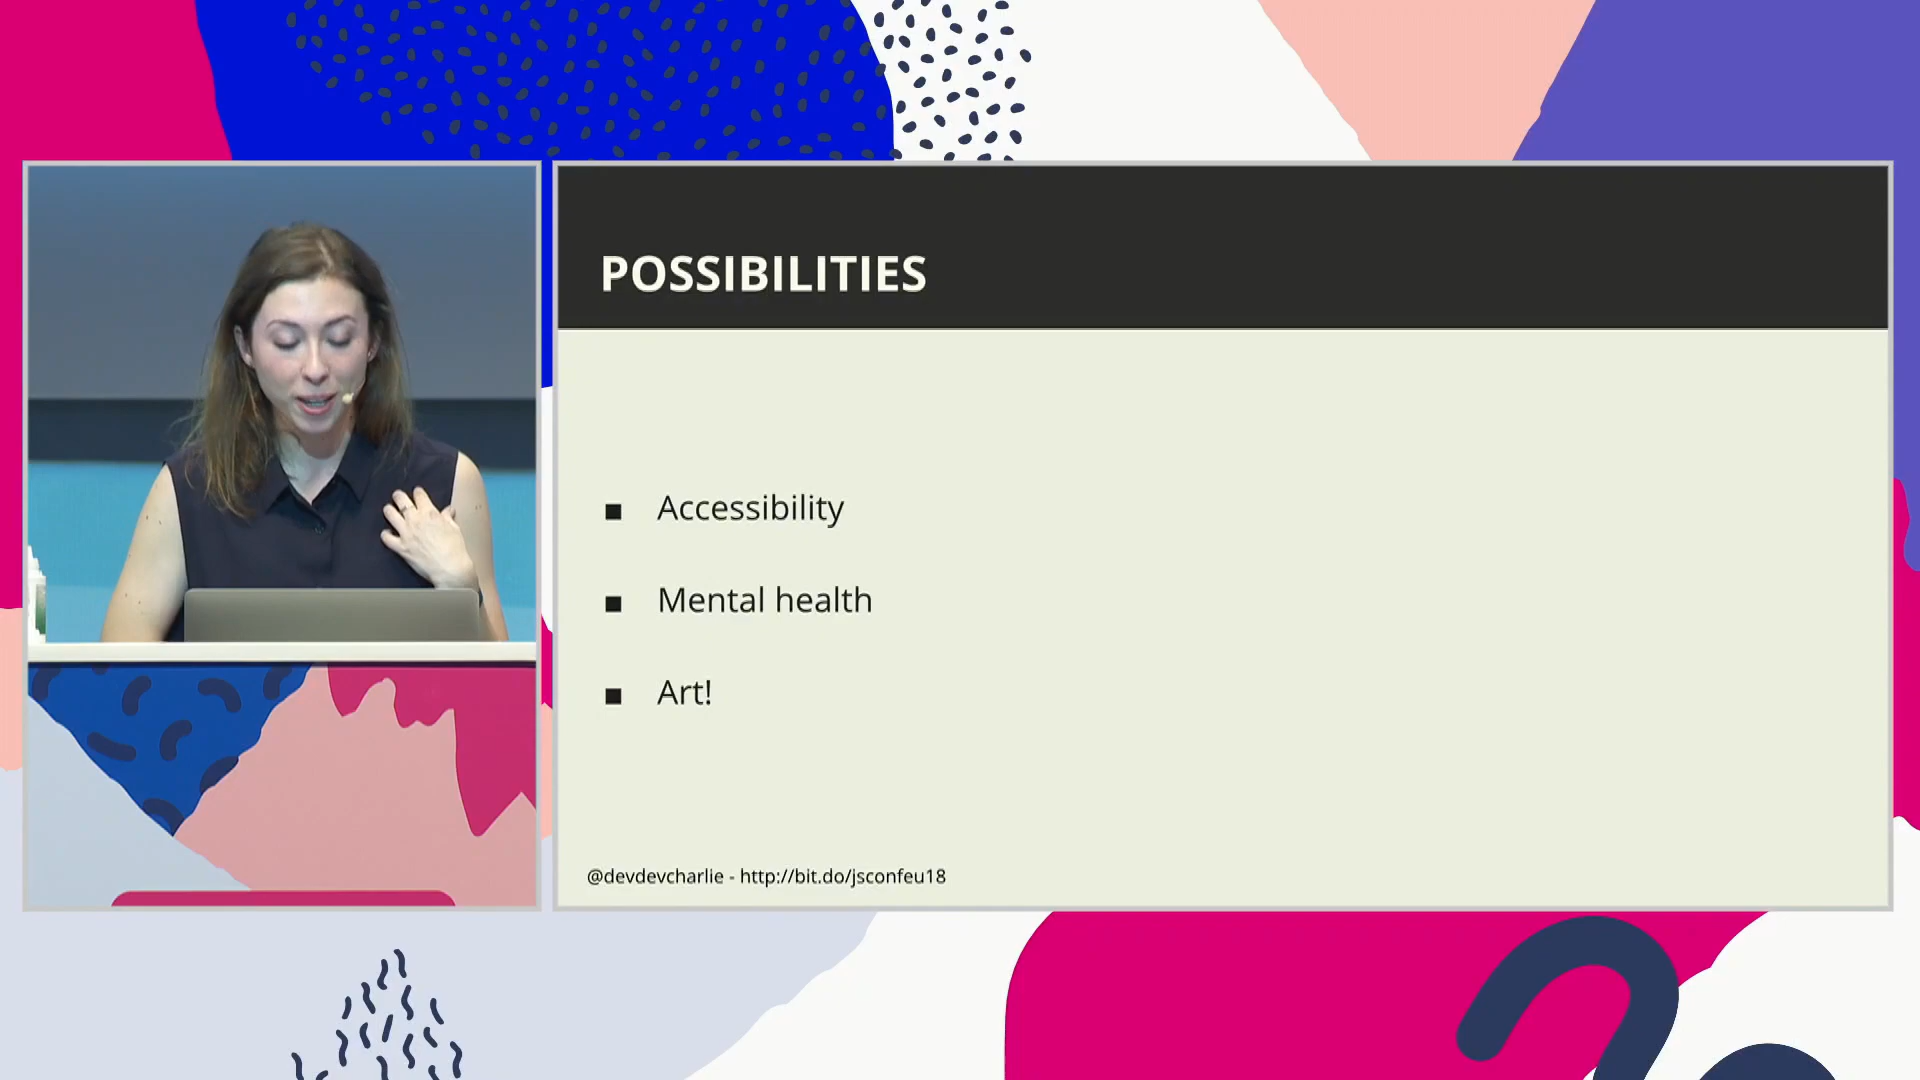 POSSIBILITIES
Accessibility
Mental health
Art!
@devdevcharlie - http://bit.do/jsconfeu18